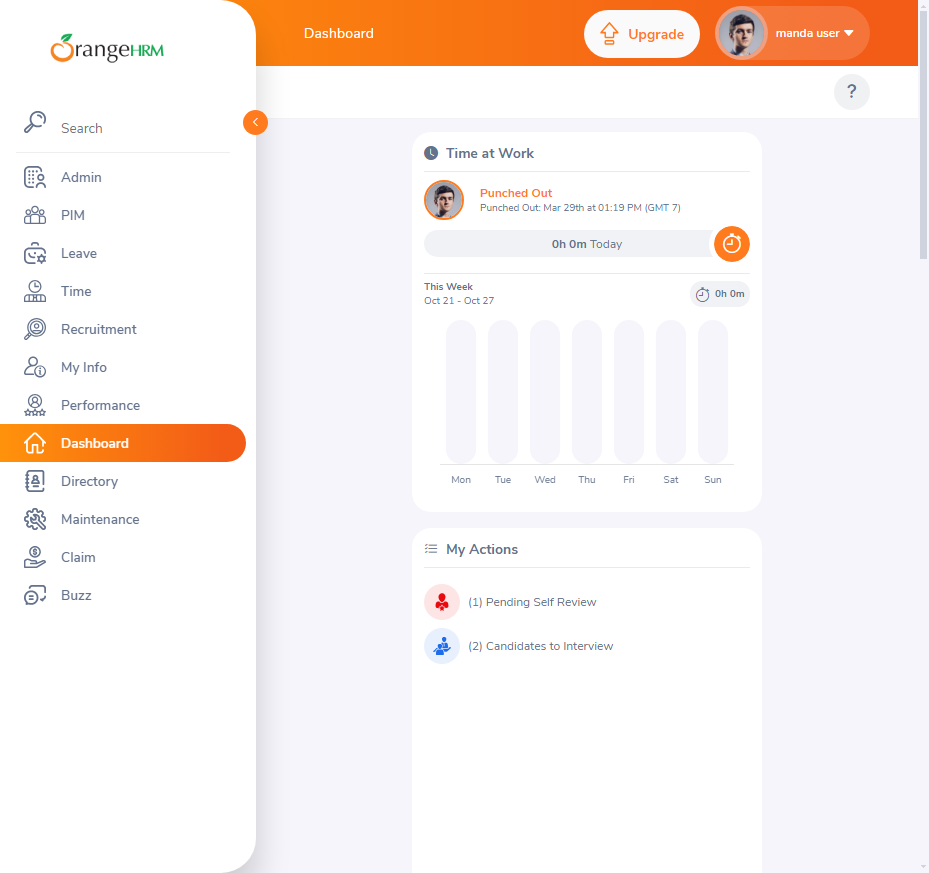 OrangeHRM
Search
Admin
PIM
Leave
Time
Recruitment
My Info
Performance
Dashboard
Directory
Maintenance
Claim
Buzz
Dashboard
Upgrade
manda user
?
Time at Work
Punched Out
Punched Out: Mar 29th at 01:19 PM (GMT 7)
0h 0m Today
This Week
Oct 21 - Oct 27
0h 0m
Mon Tue Wed Thu Fri Sat Sun
My Actions
(1) Pending Self Review
(2) Candidates to Interview